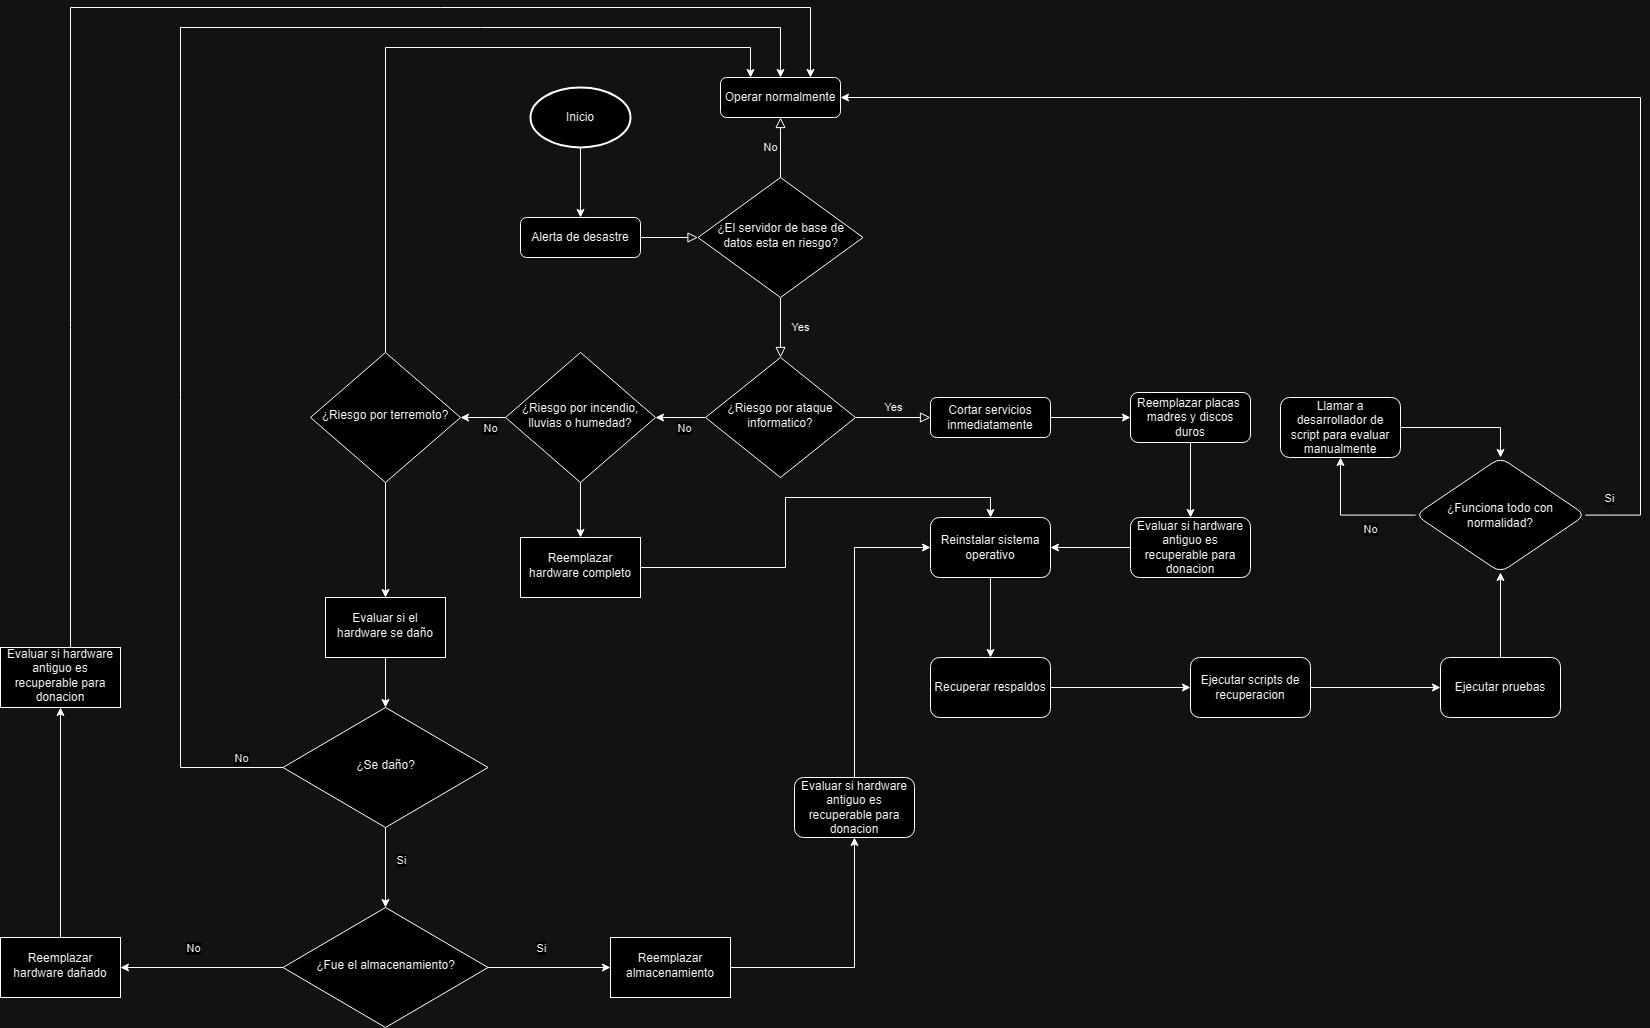 Operar normalmente
Inicio
No
¿El servidor de base de
datos esta en riesgo?
Alerta de desastre
Yes
¿Riesgo por terremoto?
No
¿Riesgo por incendio,
lluvias o humedad?
No
¿Riesgo por ataque
informatico?
Yes
Cortar servicios
inmediatamente
Reemplazar placas
madres y discos
duros
Llamar a
desarrollador de
script para evaluar
manualmente
¿Funciona todo con
normalidad?
Si
No
Reemplazar
hardware completo
Reinstalar sistema
operativo
Evaluar si hardware
antiguo es
recuperable para
donacion
Evaluar si el
hardware se daño
Evaluar si hardware
antiguo es
recuperable para
donacion
Recuperar respaldos
Ejecutar scripts de
recuperacion
Ejecutar pruebas
No
¿Se daño?
Evaluar si hardware
antiguo es
recuperable para
donacion
Si
Reemplazar
hardware dañado
No
¿Fue el almacenamiento?
Si
Reemplazar
almacenamiento